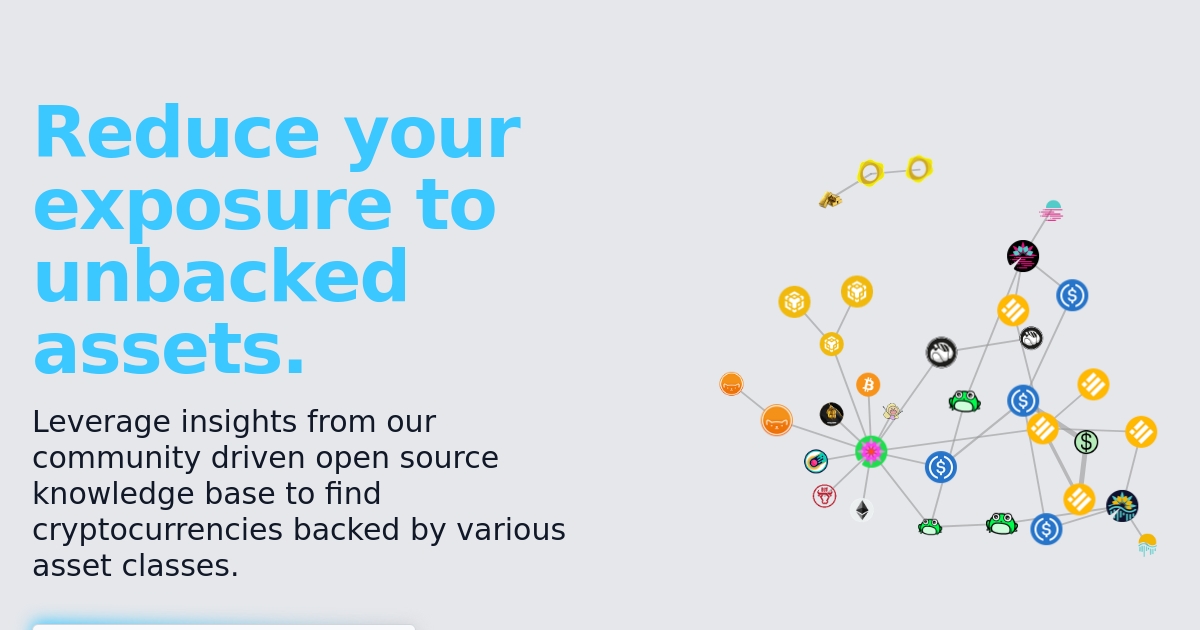 Reduce your
exposure to
unbacked
assets.
Leverage insights from our
community driven open source
knowledge base to find
cryptocurrencies backed by various
asset classes.